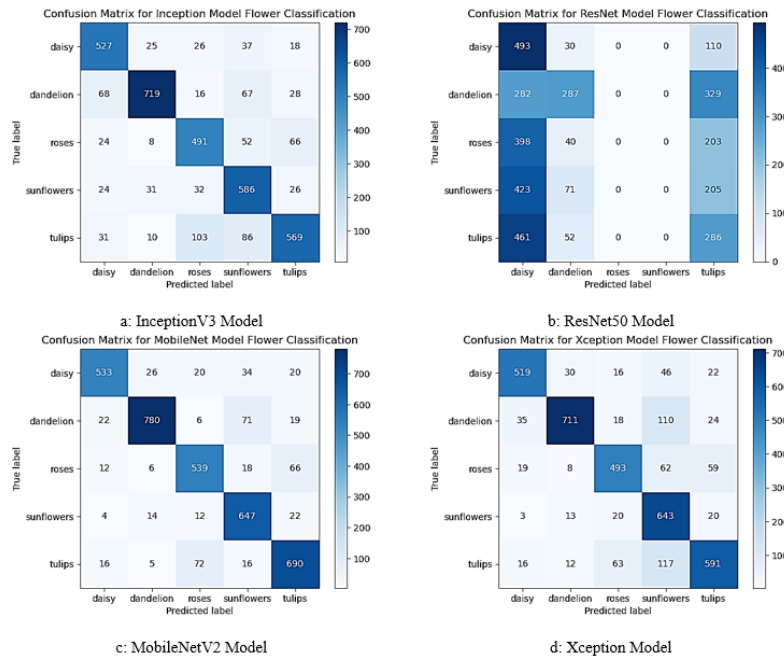 Confusion Matrix for Inception Model Flower Classification
daisy 527 25 26 37 18
dandelion 68 719 16 67 28
roses 24 8 491 52 66
sunflowers 24 31 32 586 26
tulips 31 10 103 86 569
daisy dandelion roses sunflowers tulips
Predicted label
True label
700
600
500
400
300
200
100
a: InceptionV3 Model
Confusion Matrix for ResNet Model Flower Classification
daisy 493 30 0 0 110
dandelion 282 287 0 0 329
roses 398 40 0 0 203
sunflowers 423 71 0 0 205
tulips 461 52 0 0 286
daisy dandelion roses sunflowers tulips
Predicted label
True label
400
300
200
100
0
b: ResNet50 Model
Confusion Matrix for MobileNet Model Flower Classification
daisy 533 26 20 34 20
dandelion 22 780 6 71 19
roses 12 6 539 18 66
sunflowers 4 14 12 647 22
tulips 16 5 72 16 690
daisy dandelion roses sunflowers tulips
Predicted label
True label
700
600
500
400
300
200
100
c: MobileNetV2 Model
Confusion Matrix for Xception Model Flower Classification
daisy 519 30 16 46 22
dandelion 35 711 18 110 24
roses 19 8 493 62 59
sunflowers 3 13 20 643 20
tulips 16 12 63 117 591
daisy dandelion roses sunflowers tulips
Predicted label
True label
700
600
500
400
300
200
100
d: Xception Model